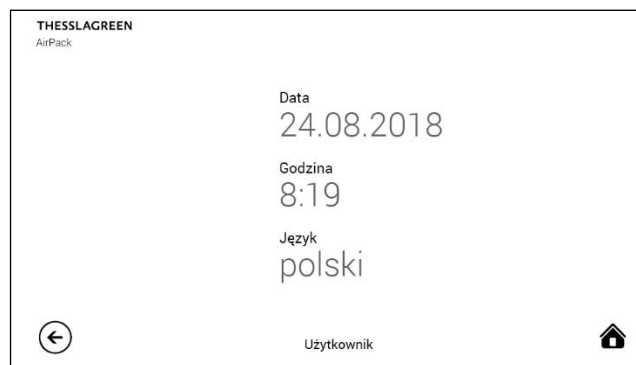 THESSLAGREEN
AirPack
Data
24.08.2018
Godzina
8:19
Język
polski
Użytkownik